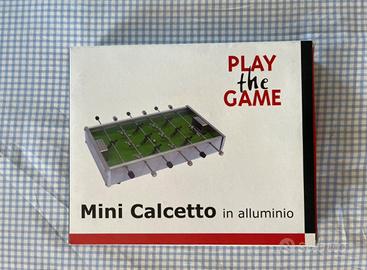 PLAY
the
GAME
Mini Calcetto in alluminio